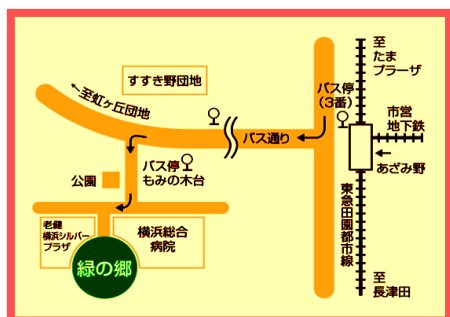 すすき野団地
←至虹ヶ丘団地
至
たま
プラーザ
バス停
(3番)
市営
地下鉄
バス通り
あざみ野
バス停
もみの木台
公園
東急田園都市線
老健
横浜シルバー
プラザ
横浜総合
病院
緑の郷
至
長津田